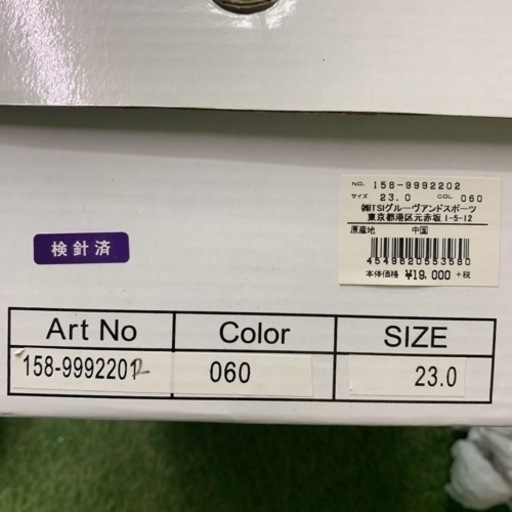 NO. 158-9992202
サイズ 23.0 COL 060
㈱TSIグルーヴアンドスポーツ
東京都港区元赤坂 1-5-12
原産地 中国
4549620553580
本体価格 ¥19,000 +税
検針済
Art No Color SIZE
158-99922012 060 23.0